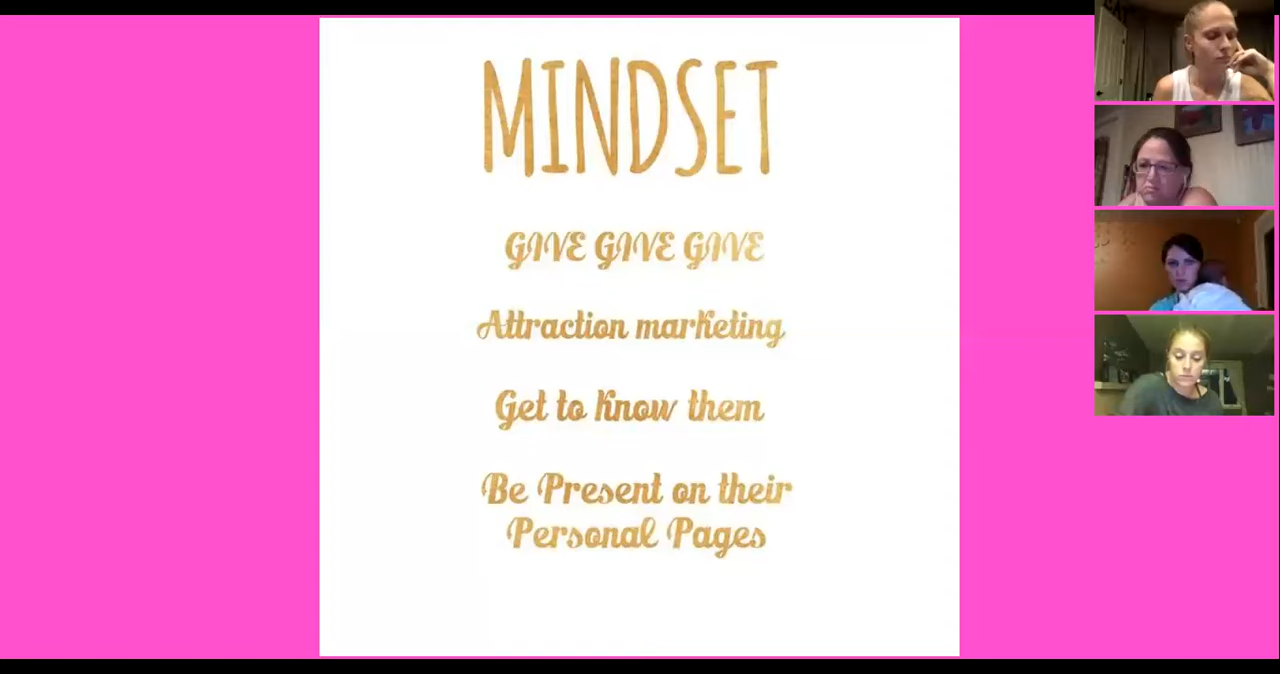 MINDSET
GIVE GIVE GIVE
Attraction marketing
Get to know them
Be Present on their
Personal Pages